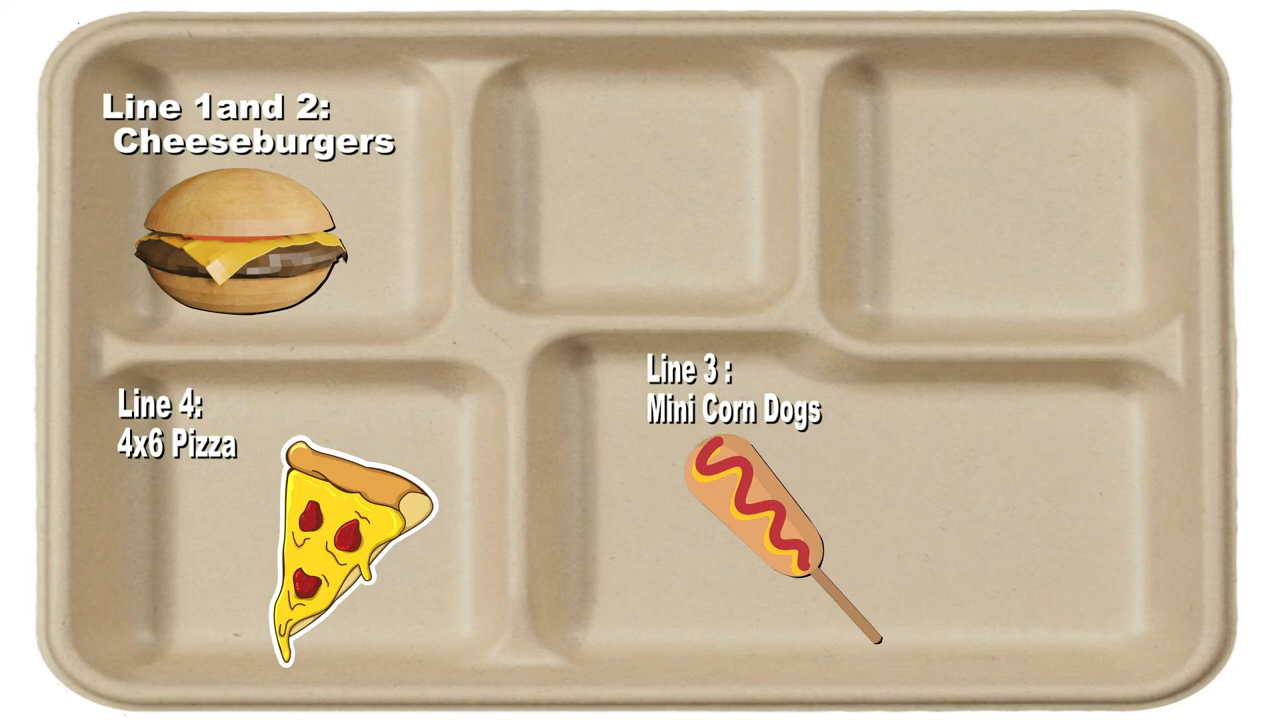 Line 1and 2:
Cheeseburgers
Line 4:
4x6 Pizza
Line 3 :
Mini Corn Dogs